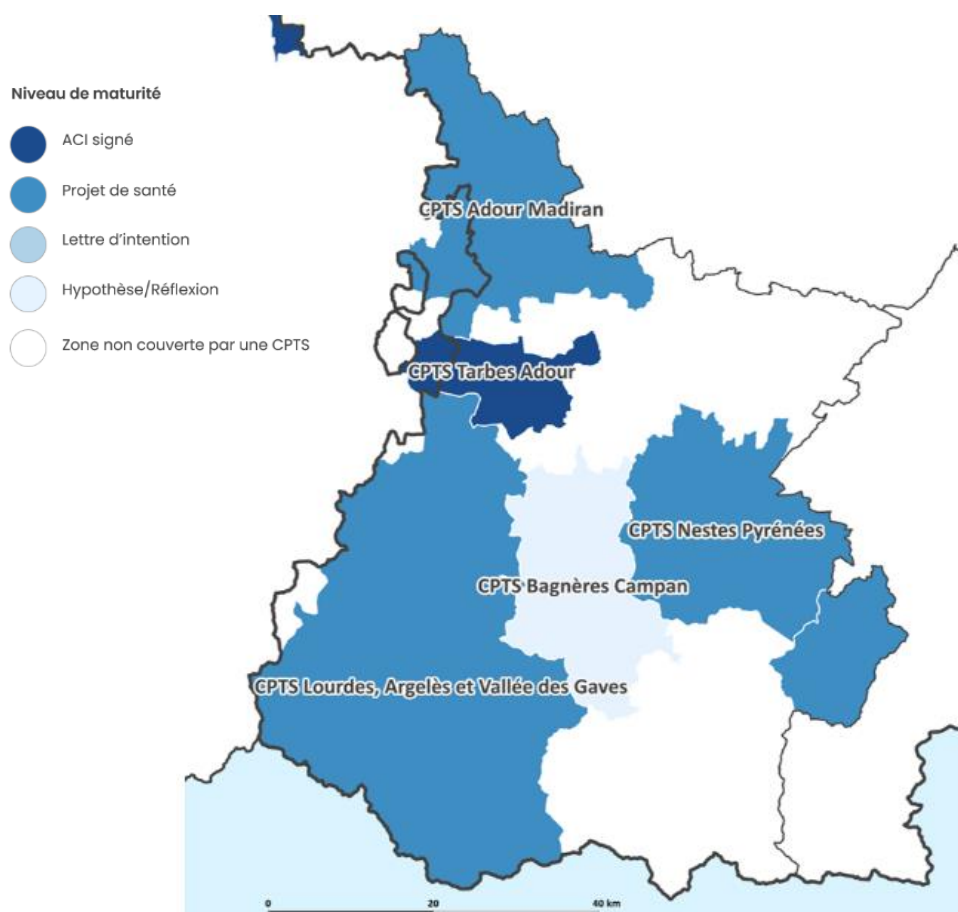 Niveau de maturité
ACI signé
Projet de santé
Lettre d'intention
Hypothèse/Réflexion
Zone non couverte par une CPTS
CPTS Adour Madiran
CPTS Tarbes Adour
CPTS Nestes Pyrénées
CPTS Bagnères Campan
CPTS Lourdes, Argelès et Vallée des Gaves
0 20 40 km